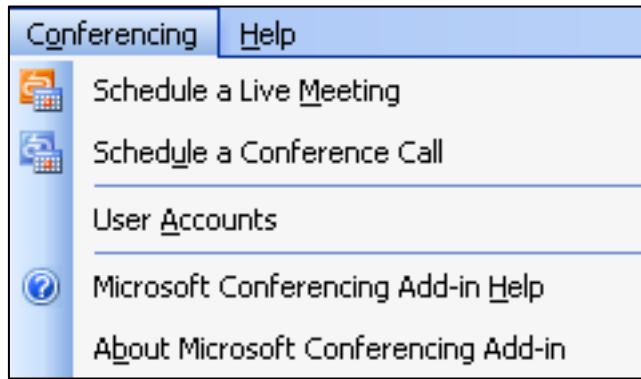 Conferencing Help
Schedule a Live Meeting
Schedule a Conference Call
User Accounts
Microsoft Conferencing Add-in Help
About Microsoft Conferencing Add-in